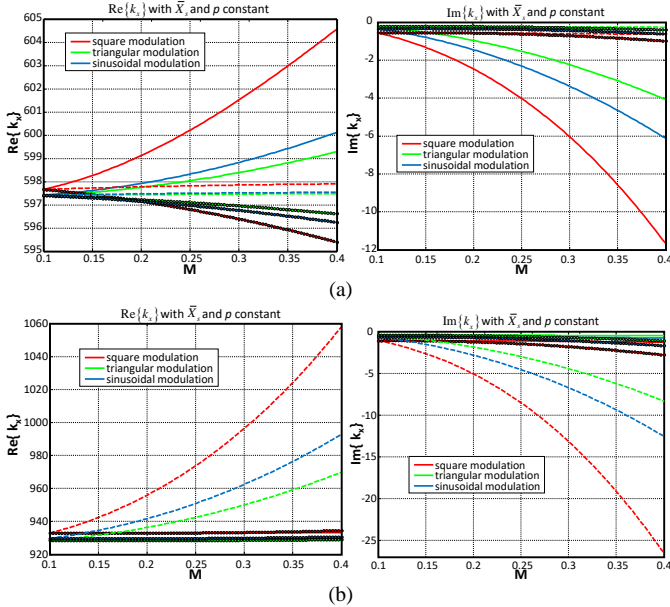 Re{k_x} with X̄_s and p constant
605
604
603
602
601
600
599
598
597
596
595
Re{ k_x}
square modulation
triangular modulation
sinusoidal modulation
0.1 0.15 0.2 0.25 0.3 0.35 0.4
M
Im{k_x} with X̄_s and p constant
0
-2
-4
-6
-8
-10
-12
Im{ k_x}
square modulation
triangular modulation
sinusoidal modulation
0.1 0.15 0.2 0.25 0.3 0.35 0.4
M
(a)
Re{k_x} with X̄_s and p constant
1060
1040
1020
1000
980
960
940
920
Re{ k_x}
square modulation
triangular modulation
sinusoidal modulation
0.1 0.15 0.2 0.25 0.3 0.35 0.4
M
Im{k_x} with X̄_s and p constant
0
-5
-10
-15
-20
-25
Im{ k_x}
square modulation
triangular modulation
sinusoidal modulation
0.1 0.15 0.2 0.25 0.3 0.35 0.4
M
(b)